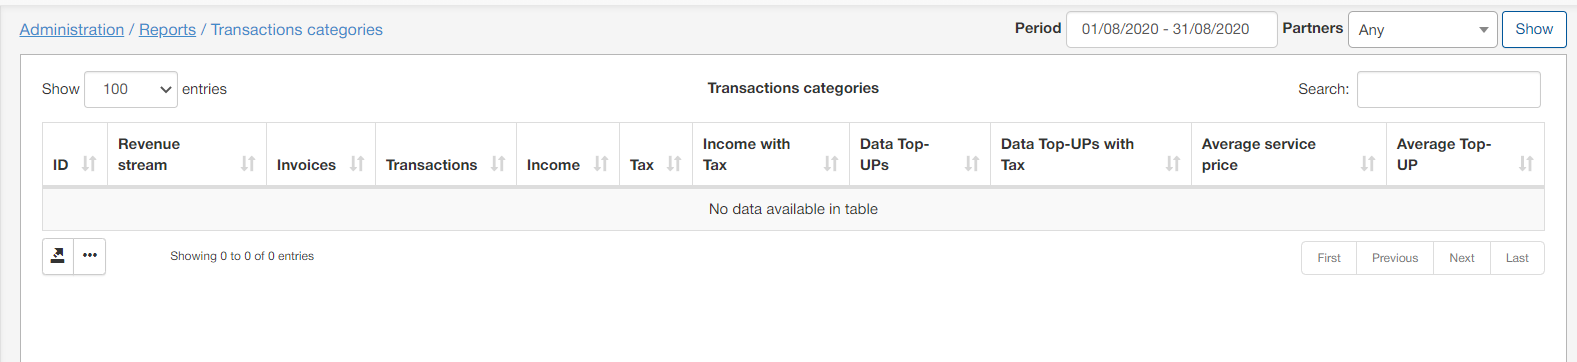 Administration / Reports / Transactions categories
Period 01/08/2020 - 31/08/2020 Partners Any Show
Show 100 entries
Transactions categories
Search:
ID
Revenue stream
Invoices
Transactions
Income
Tax
Income with Tax
Data Top-UPs
Data Top-UPs with Tax
Average service price
Average Top-UP
No data available in table
Showing 0 to 0 of 0 entries
First Previous Next Last